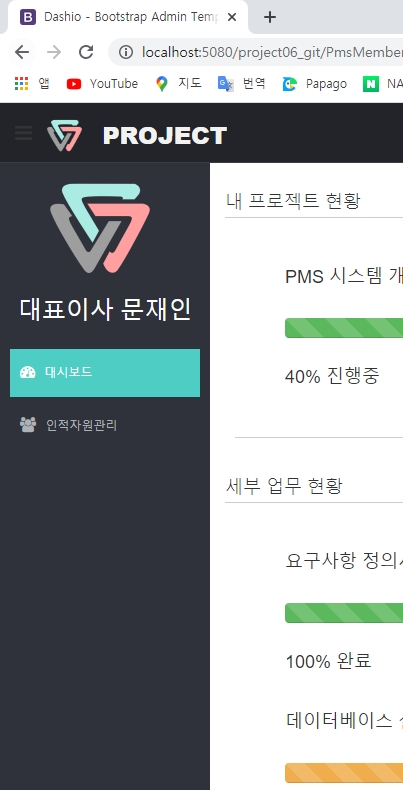 Dashio - Bootstrap Admin Temp
localhost:5080/project06_git/PmsMember
앱 YouTube 지도 번역 Papago NA
PROJECT
내 프로젝트 현황
PMS 시스템 개
대표이사 문재인
대시보드
40% 진행중
인적자원관리
세부 업무 현황
요구사항 정의서
100% 완료
데이터베이스